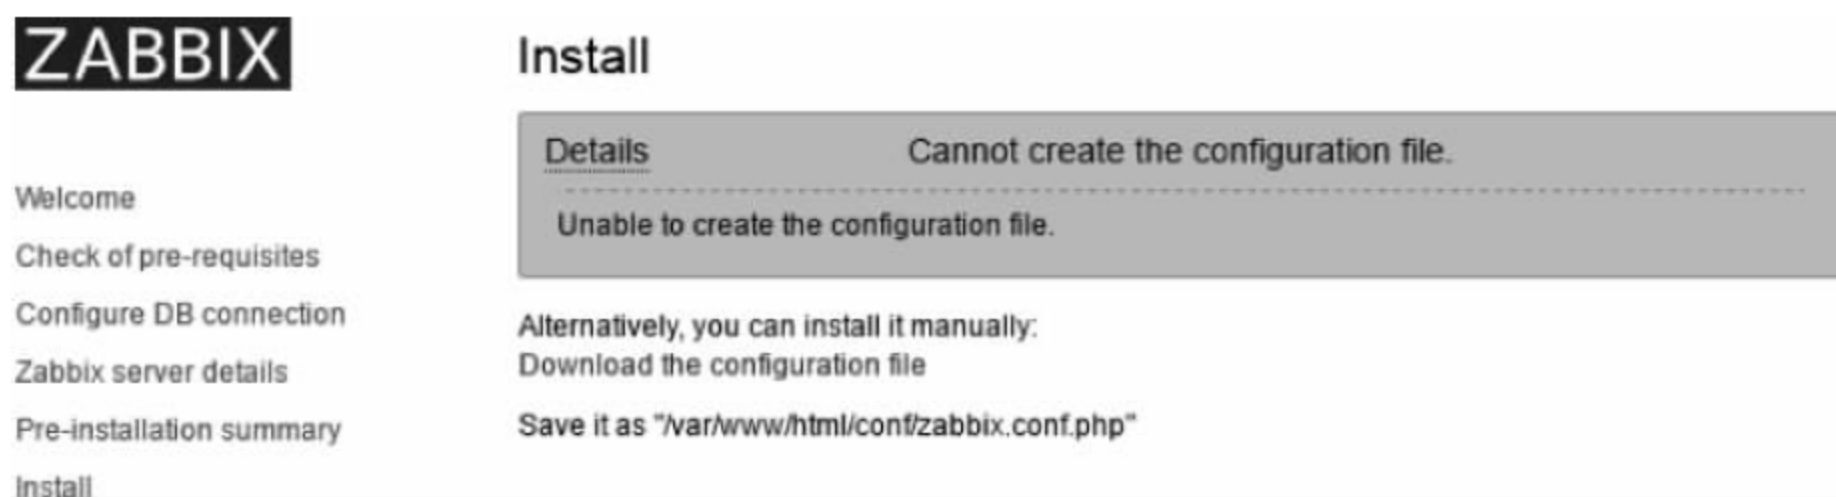 ZABBIX
Install
Details Cannot create the configuration file.
Unable to create the configuration file.
Welcome
Check of pre-requisites
Configure DB connection
Zabbix server details
Pre-installation summary
Install
Alternatively, you can install it manually:
Download the configuration file
Save it as "/var/www/html/conf/zabbix.conf.php"